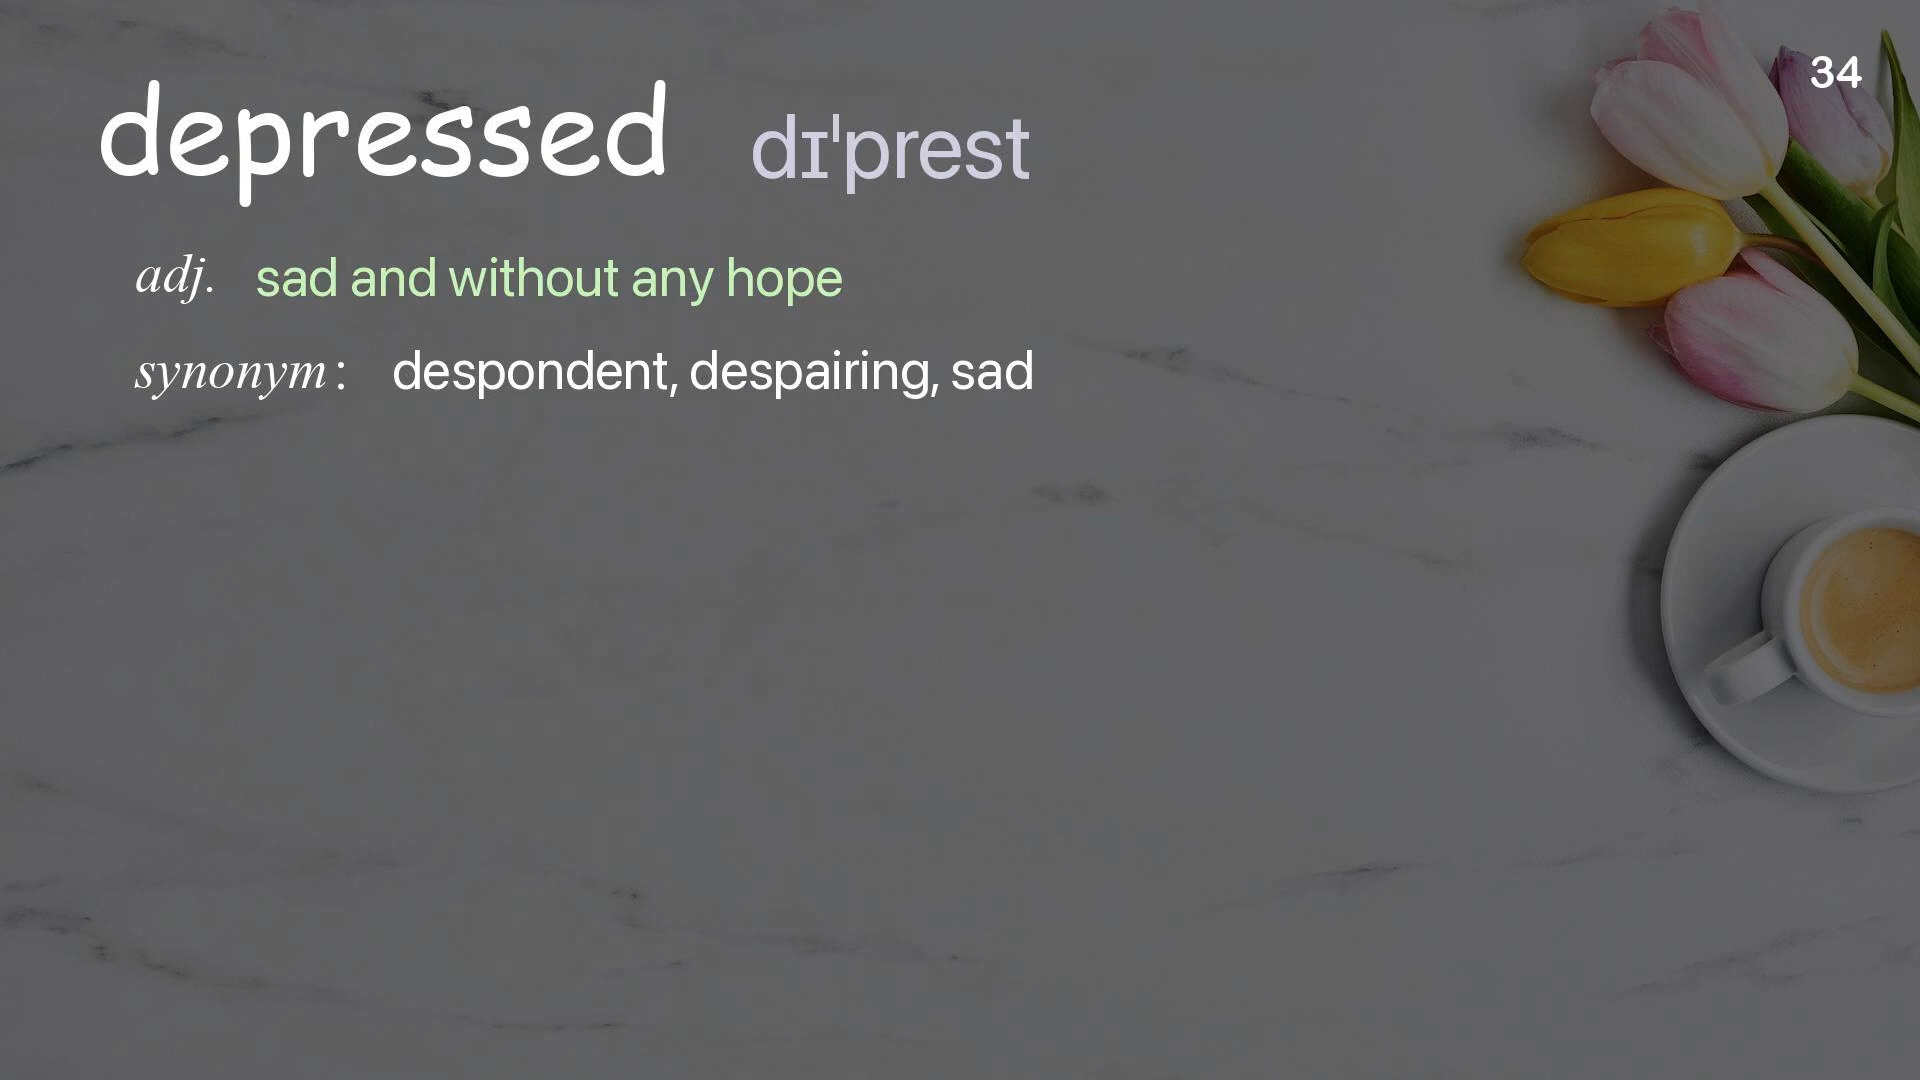 34
depressed dɪˈprest
adj. sad and without any hope
synonym : despondent, despairing, sad